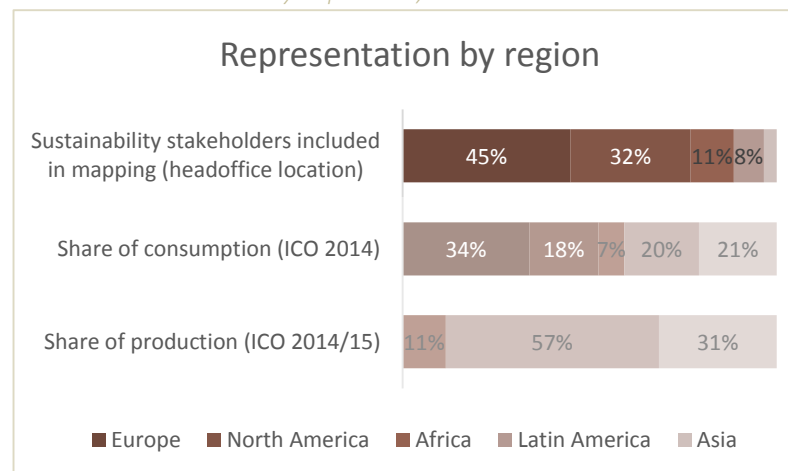 Representation by region
Sustainability stakeholders included
in mapping (headoffice location)
45% 32% 11% 8%
Share of consumption (ICO 2014)
34% 18% 7% 20% 21%
Share of production (ICO 2014/15)
11% 57% 31%
Europe North America Africa Latin America Asia